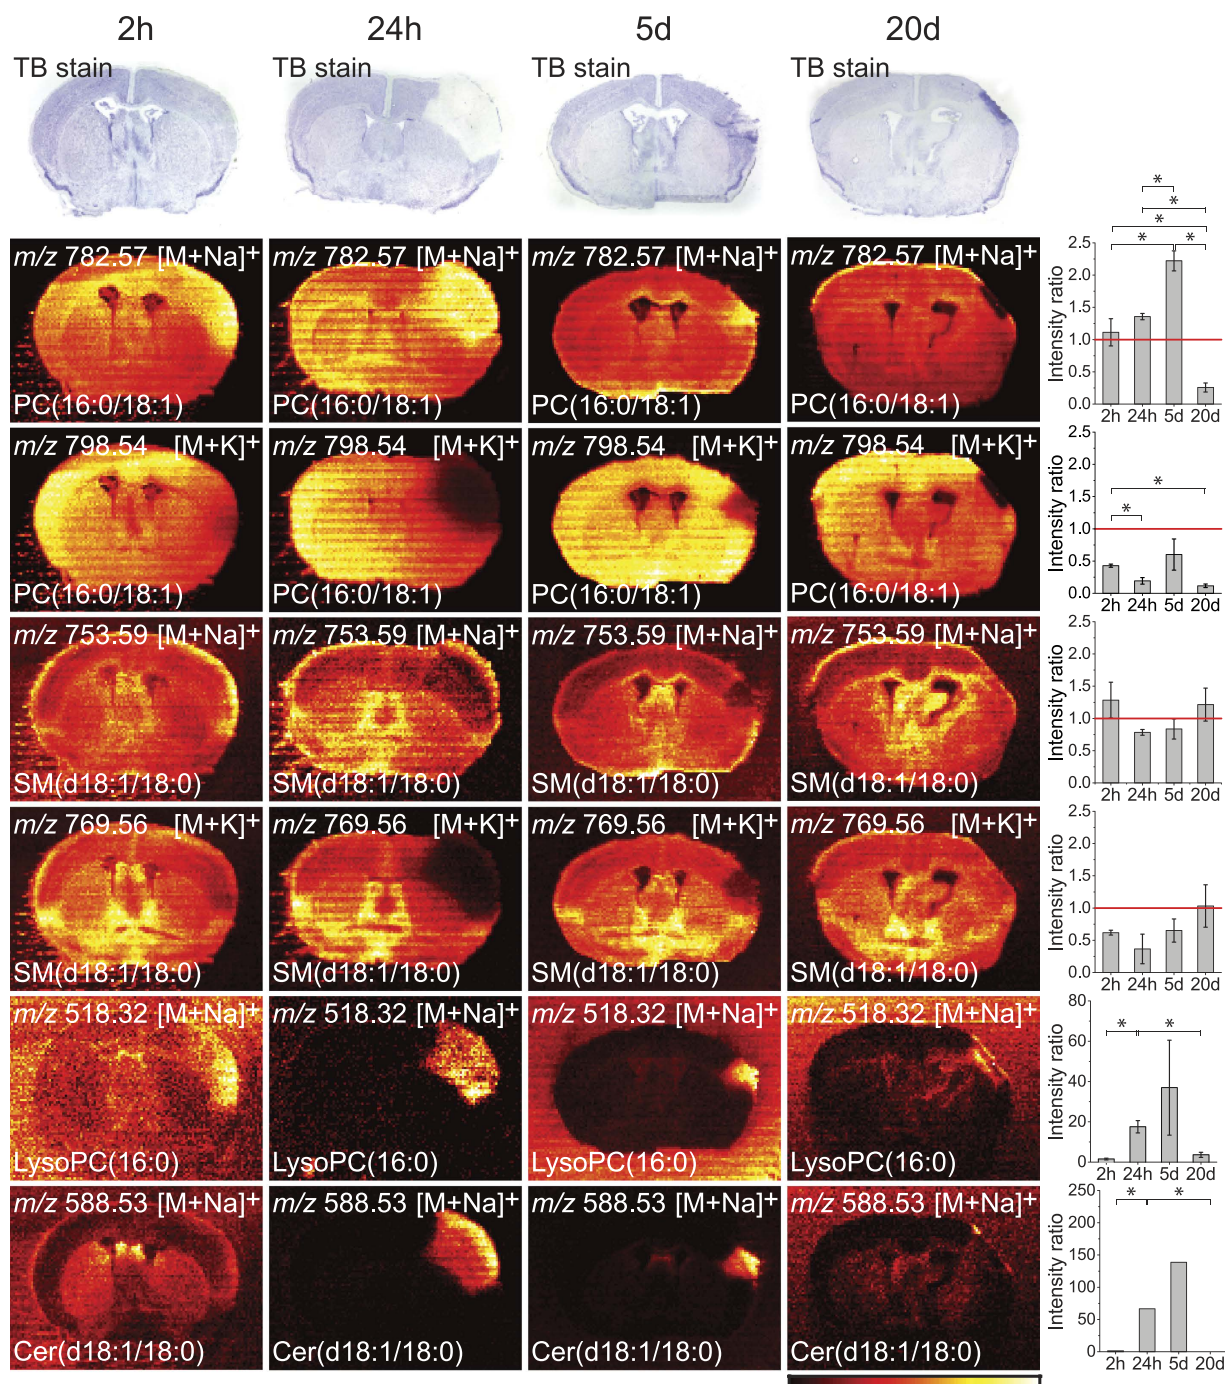 2h 24h 5d 20d
TB stain TB stain TB stain TB stain
* 
*
*
* *
m/z 782.57 [M+Na]+ m/z 782.57 [M+Na]+ m/z 782.57 [M+Na]+ m/z 782.57 [M+Na]+
PC(16:0/18:1) PC(16:0/18:1) PC(16:0/18:1) PC(16:0/18:1)
Intensity ratio
2.5
2.0
1.5
1.0
0.5
0.0
2h 24h 5d 20d
m/z 798.54 [M+K]+ m/z 798.54 [M+K]+ m/z 798.54 [M+K]+ m/z 798.54 [M+K]+
PC(16:0/18:1) PC(16:0/18:1) PC(16:0/18:1) PC(16:0/18:1)
Intensity ratio
2.5
2.0
1.5
1.0
0.5
0.0
*
*
2h 24h 5d 20d
m/z 753.59 [M+Na]+ m/z 753.59 [M+Na]+ m/z 753.59 [M+Na]+ m/z 753.59 [M+Na]+
SM(d18:1/18:0) SM(d18:1/18:0) SM(d18:1/18:0) SM(d18:1/18:0)
Intensity ratio
2.5
2.0
1.5
1.0
0.5
0.0
2h 24h 5d 20d
m/z 769.56 [M+K]+ m/z 769.56 [M+K]+ m/z 769.56 [M+K]+ m/z 769.56 [M+K]+
SM(d18:1/18:0) SM(d18:1/18:0) SM(d18:1/18:0) SM(d18:1/18:0)
Intensity ratio
2.5
2.0
1.5
1.0
0.5
0.0
2h 24h 5d 20d
m/z 518.32 [M+Na]+ m/z 518.32 [M+Na]+ m/z 518.32 [M+Na]+ m/z 518.32 [M+Na]+
LysoPC(16:0) LysoPC(16:0) LysoPC(16:0) LysoPC(16:0)
Intensity ratio
80
60
40
20
0
* *
2h 24h 5d 20d
m/z 588.53 [M+Na]+ m/z 588.53 [M+Na]+ m/z 588.53 [M+Na]+ m/z 588.53 [M+Na]+
Cer(d18:1/18:0) Cer(d18:1/18:0) Cer(d18:1/18:0) Cer(d18:1/18:0)
Intensity ratio
250
200
150
100
50
0
* *
2h 24h 5d 20d